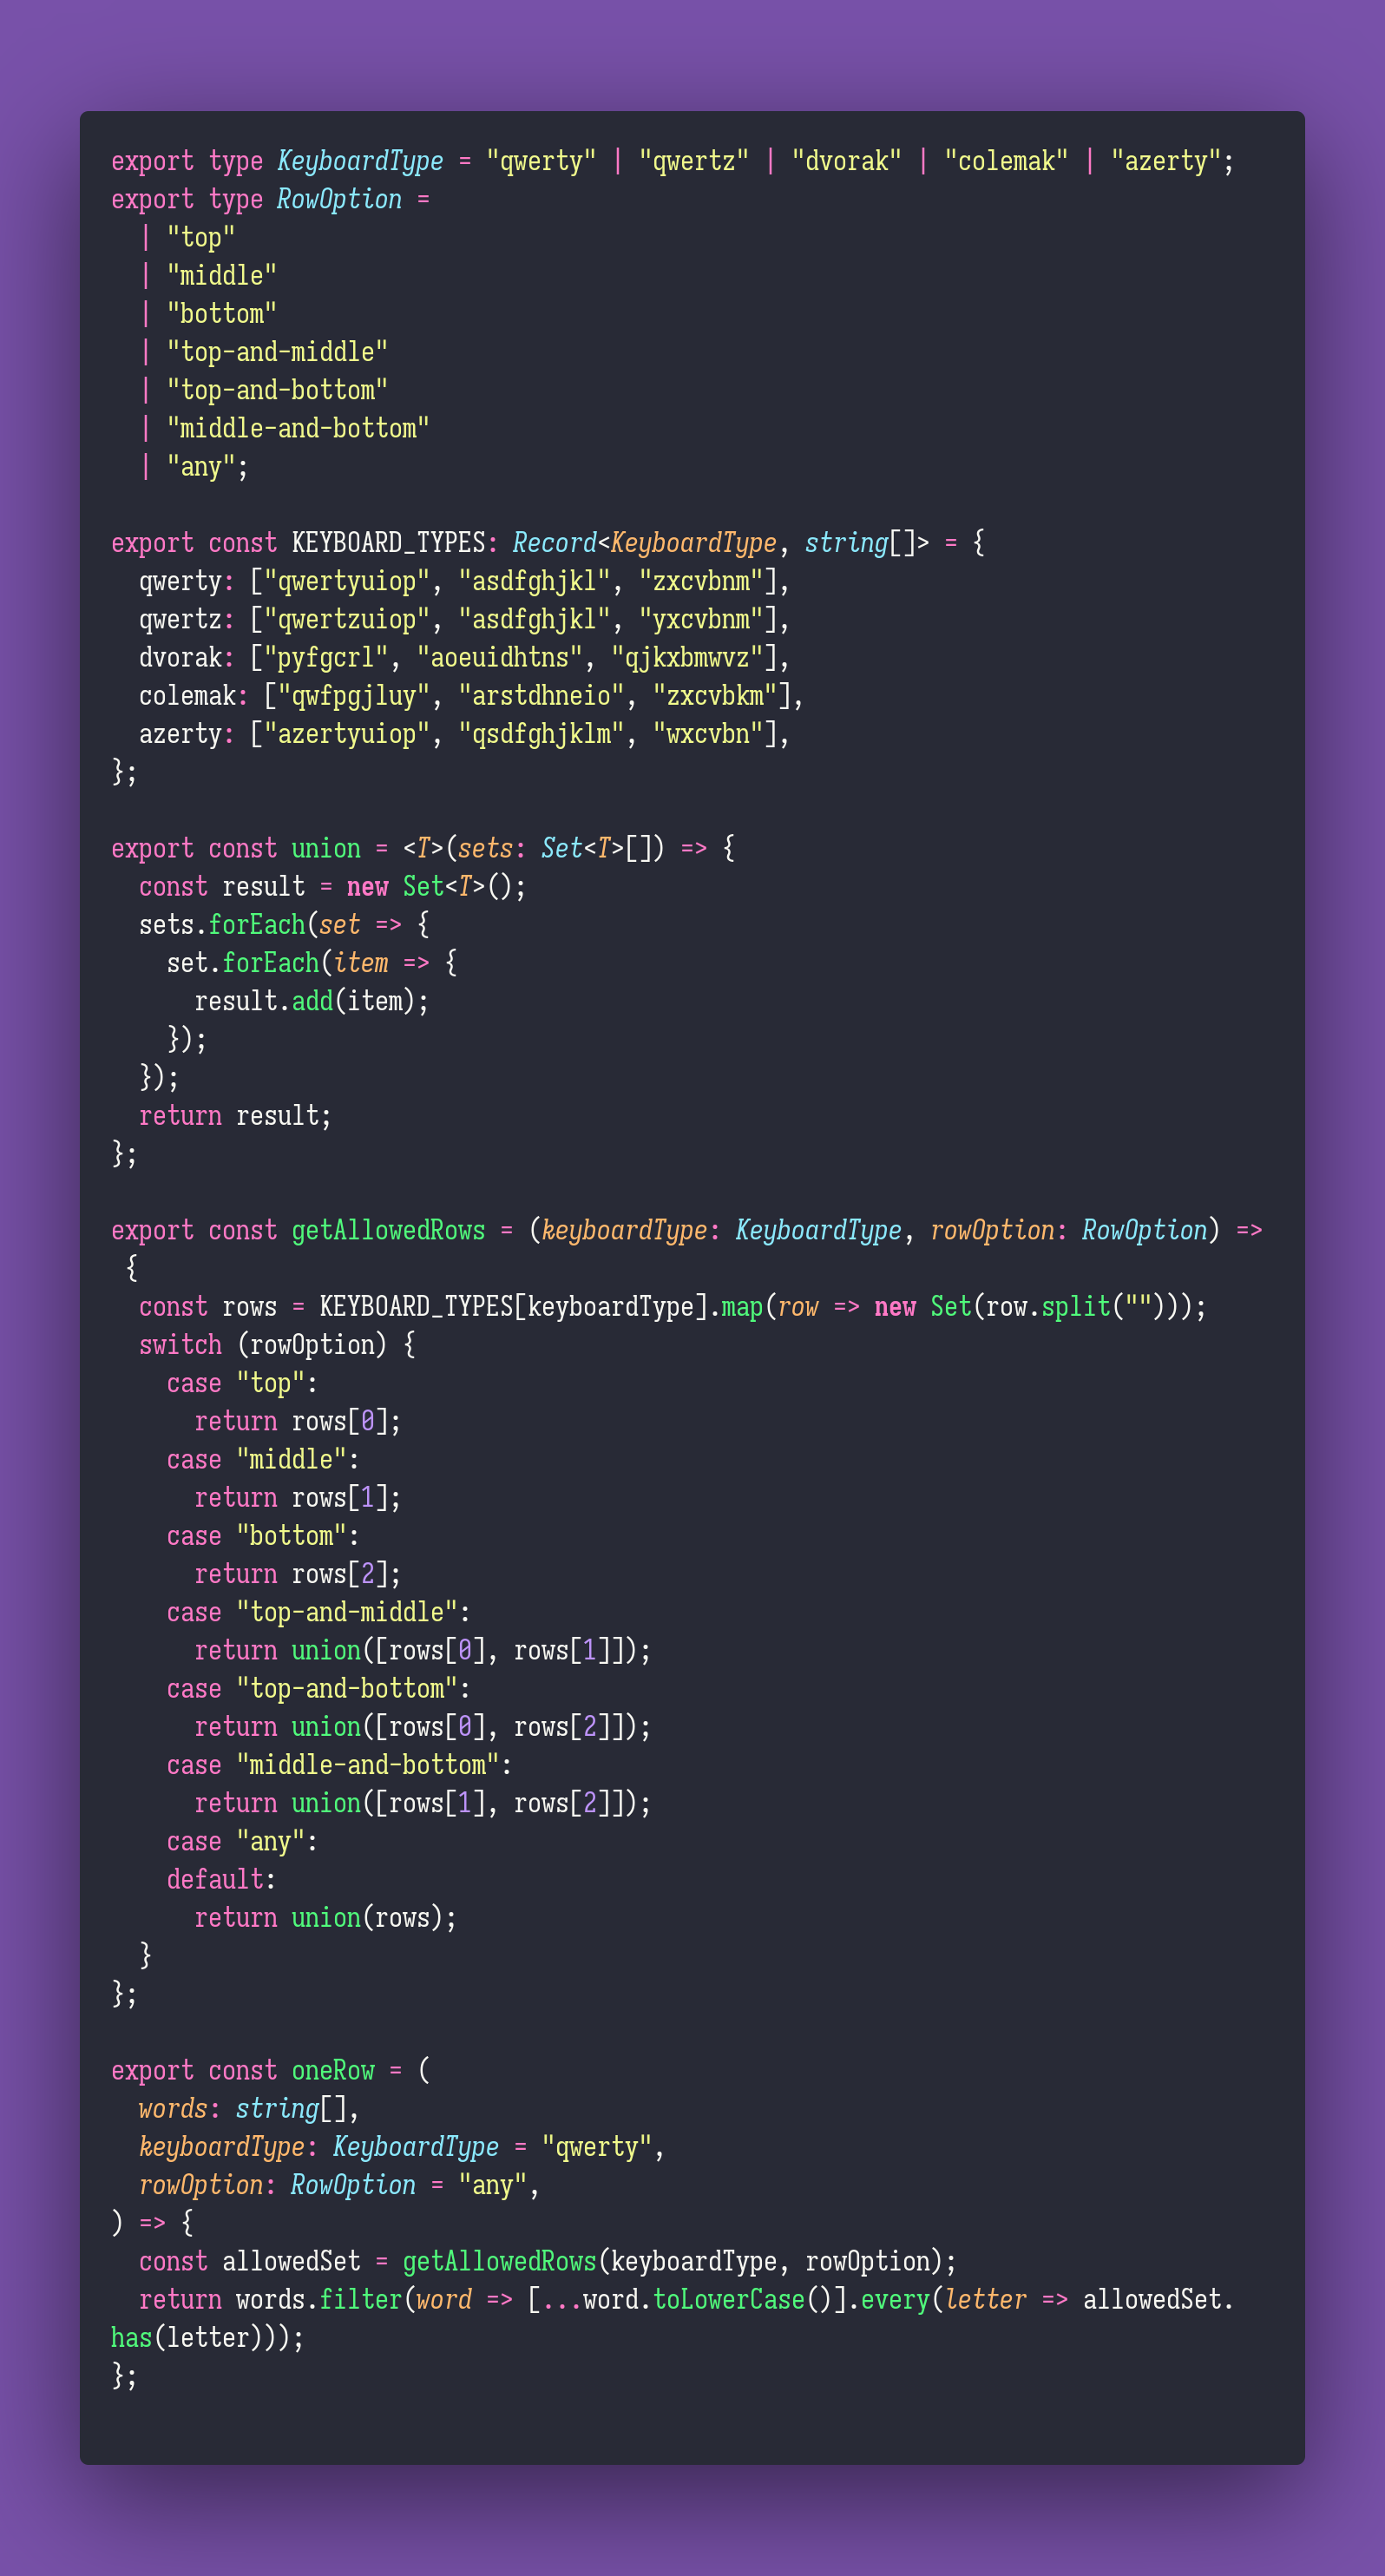 export type KeyboardType = "qwerty" | "qwertz" | "dvorak" | "colemak" | "azerty";
export type RowOption =
  | "top"
  | "middle"
  | "bottom"
  | "top-and-middle"
  | "top-and-bottom"
  | "middle-and-bottom"
  | "any";

export const KEYBOARD_TYPES: Record<KeyboardType, string[]> = {
  qwerty: ["qwertyuiop", "asdfghjkl", "zxcvbnm"],
  qwertz: ["qwertzuiop", "asdfghjkl", "yxcvbnm"],
  dvorak: ["pyfgcrl", "aoeuidhtns", "qjkxbmwvz"],
  colemak: ["qwfpgjluy", "arstdhneio", "zxcvbkm"],
  azerty: ["azertyuiop", "qsdfghjklm", "wxcvbn"],
};

export const union = <T>(sets: Set<T>[]) => {
  const result = new Set<T>();
  sets.forEach(set => {
    set.forEach(item => {
      result.add(item);
    });
  });
  return result;
};

export const getAllowedRows = (keyboardType: KeyboardType, rowOption: RowOption) =>
 {
  const rows = KEYBOARD_TYPES[keyboardType].map(row => new Set(row.split("")));
  switch (rowOption) {
    case "top":
      return rows[0];
    case "middle":
      return rows[1];
    case "bottom":
      return rows[2];
    case "top-and-middle":
      return union([rows[0], rows[1]]);
    case "top-and-bottom":
      return union([rows[0], rows[2]]);
    case "middle-and-bottom":
      return union([rows[1], rows[2]]);
    case "any":
    default:
      return union(rows);
  }
};

export const oneRow = (
  words: string[],
  keyboardType: KeyboardType = "qwerty",
  rowOption: RowOption = "any",
) => {
  const allowedSet = getAllowedRows(keyboardType, rowOption);
  return words.filter(word => [...word.toLowerCase()].every(letter => allowedSet.
has(letter)));
};